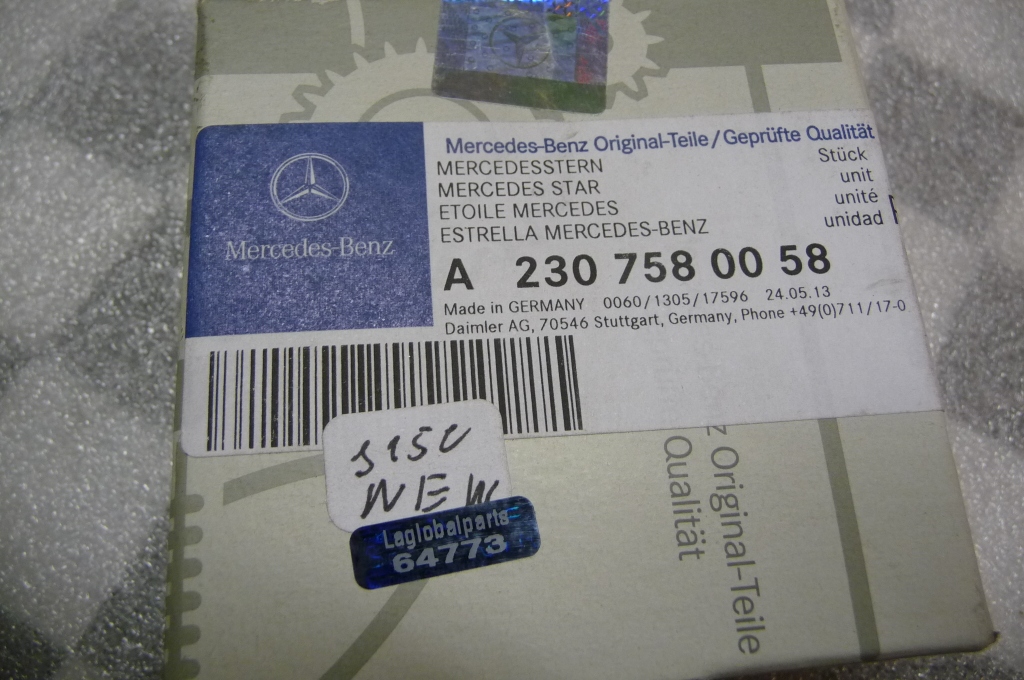 Mercedes-Benz Original-Teile/Geprüfte Qualität
MERCEDESSTERN Stück
MERCEDES STAR unit
ETOILE MERCEDES unité
ESTRELLA MERCEDES-BENZ unidad
Mercedes-Benz
A 230 758 00 58
Made in GERMANY 0060/1305/17596 24.05.13
Daimler AG, 70546 Stuttgart, Germany, Phone +49(0)711/17-0
NEW
Laglobalparts
64773
z Original-Teile
Qualität